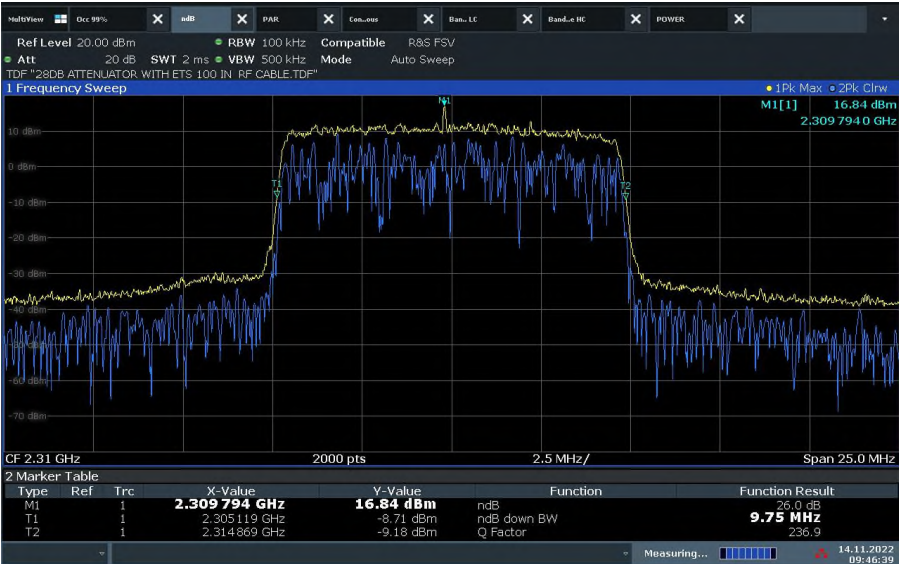 MultiView Occ 99% X ndB X PAR X Con...ous X Ban.. LC X Band..e HC X POWER X
Ref Level 20.00 dBm RBW 100 kHz Compatible R&S FSV
Att 20 dB SWT 2 ms VBW 500 kHz Mode Auto Sweep
TDF "28DB ATTENUATOR WITH ETS 100 IN RF CABLE.TDF"
1 Frequency Sweep 1Pk Max 2Pk Clrw
M1
M1[1] 16.84 dBm
2.309 794 0 GHz
10 dBm
0 dBm
T1 T2
-10 dBm
-20 dBm
-30 dBm
-40 dBm
-50 dBm
-60 dBm
-70 dBm
CF 2.31 GHz 2000 pts 2.5 MHz/ Span 25.0 MHz
2 Marker Table
Type Ref Trc X-Value Y-Value Function Function Result
M1 1 2.309 794 GHz 16.84 dBm ndB 26.0 dB
T1 1 2.305119 GHz -8.71 dBm ndB down BW 9.75 MHz
T2 1 2.314869 GHz -9.18 dBm Q Factor 236.9
Measuring... 14.11.2022
09:46:39